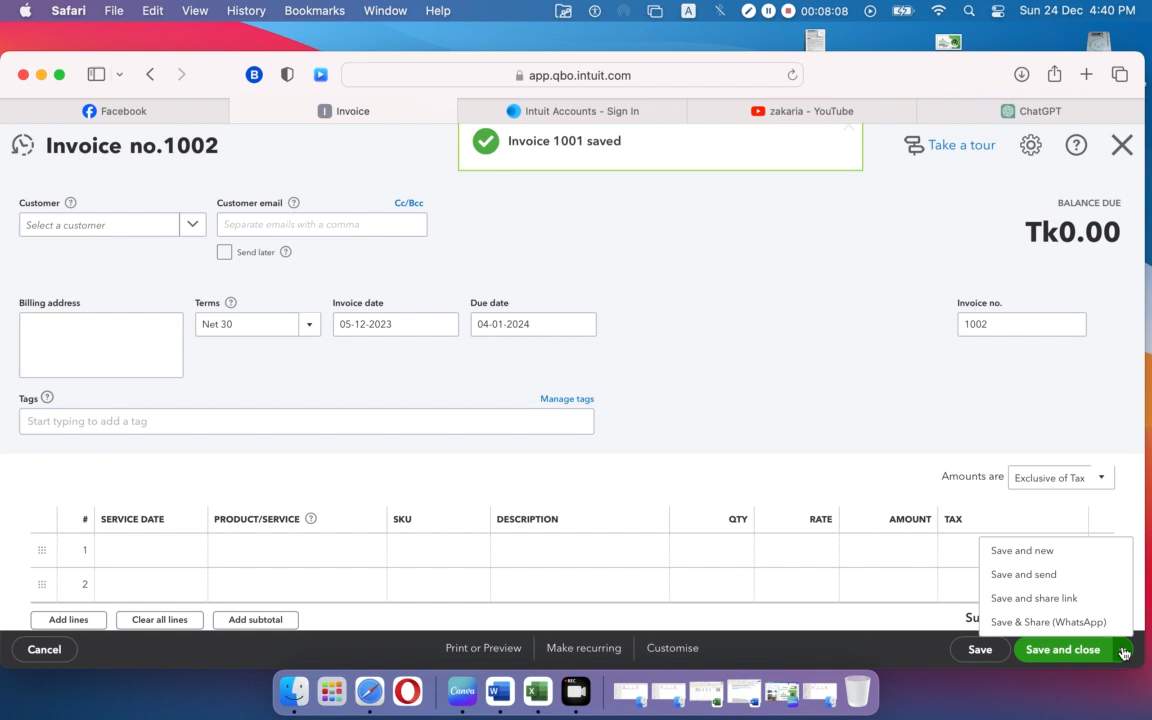 Safari File Edit View History Bookmarks Window Help A 00:08:08 Sun 24 Dec 4:40 PM
B app.qbo.intuit.com
Facebook I Invoice Intuit Accounts - Sign In zakaria - YouTube ChatGPT
Invoice no.1002
Invoice 1001 saved
Take a tour
Customer ? Customer email ? Cc/Bcc BALANCE DUE
Select a customer Separate emails with a comma Tk0.00
Send later ?
Billing address Terms ? Invoice date Due date Invoice no.
Net 30 05-12-2023 04-01-2024 1002
Tags ? Manage tags
Start typing to add a tag
Amounts are Exclusive of Tax
# SERVICE DATE PRODUCT/SERVICE ? SKU DESCRIPTION QTY RATE AMOUNT TAX
1
2
Save and new
Save and send
Save and share link
Save & Share (WhatsApp)
Add lines Clear all lines Add subtotal Su
Cancel Print or Preview Make recurring Customise Save Save and close
Canva W X REC